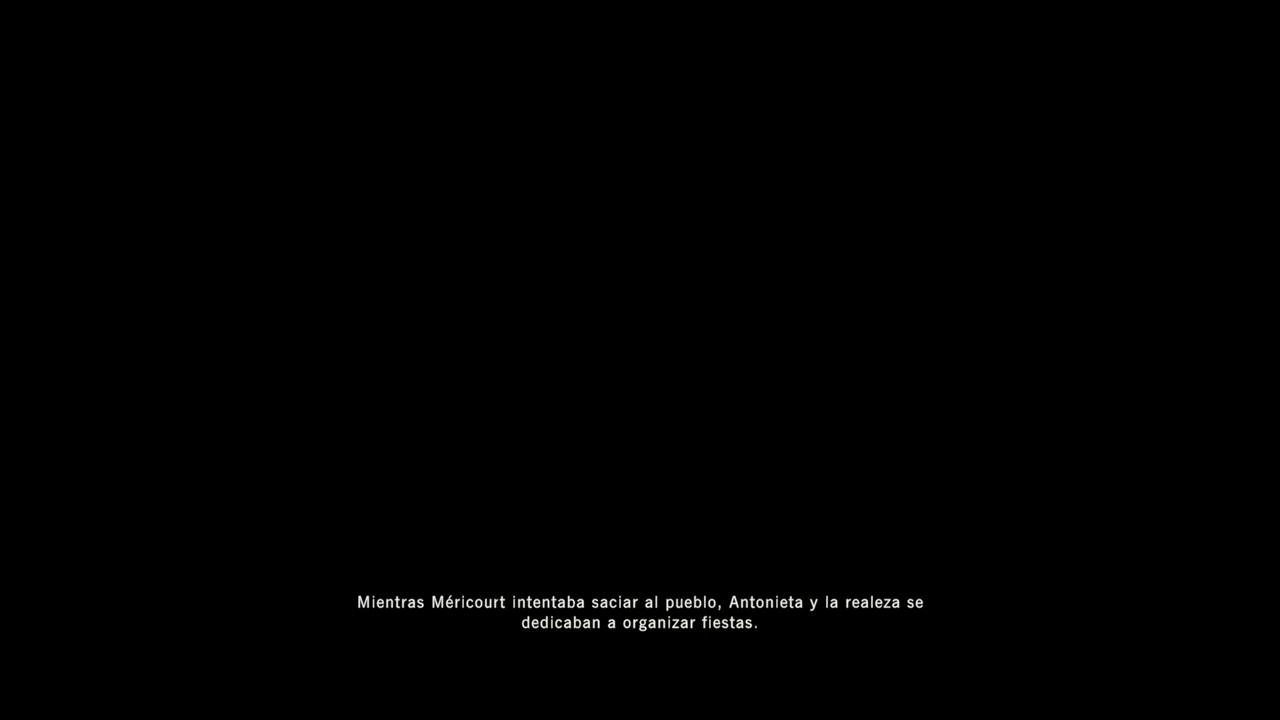 Mientras Méricourt intentaba saciar al pueblo, Antonieta y la realeza se
dedicaban a organizar fiestas.